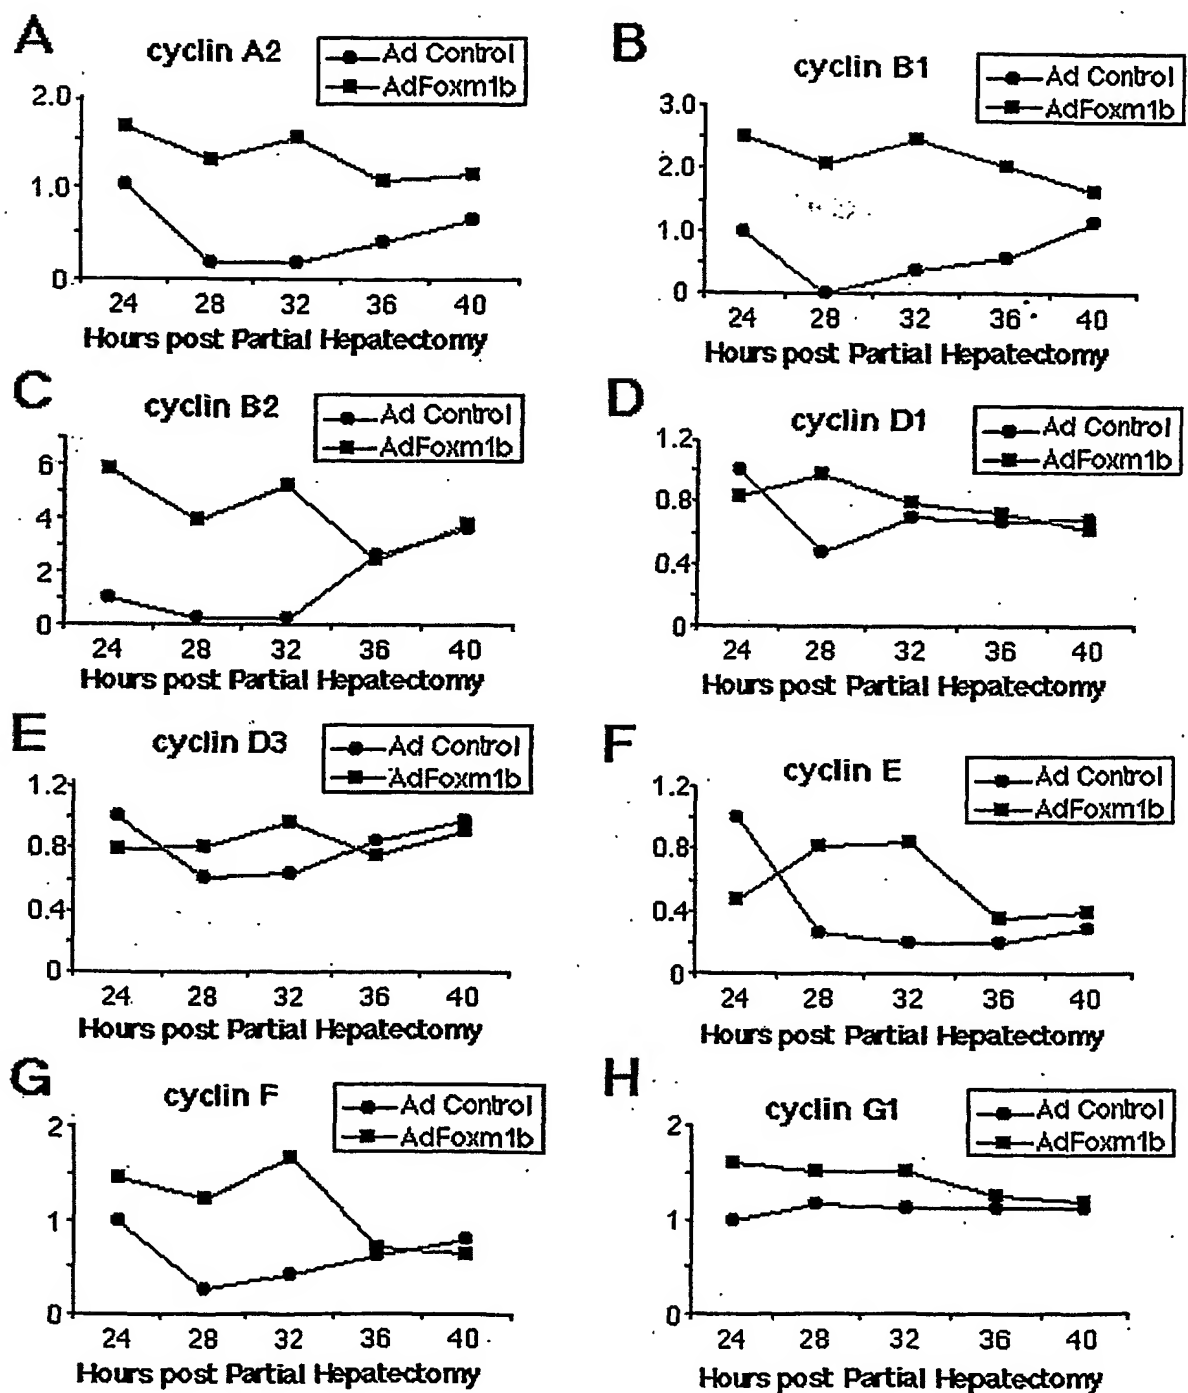 A
cyclin A2
Ad Control
AdFoxm1b
2.0
1.0
0
24 28 32 36 40
Hours post Partial Hepatectomy
B
cyclin B1
Ad Control
AdFoxm1b
3.0
2.0
1.0
0
24 28 32 36 40
Hours post Partial Hepatectomy
C
cyclin B2
Ad Control
AdFoxm1b
6
4
2
0
24 28 32 36 40
Hours post Partial Hepatectomy
D
cyclin D1
Ad Control
AdFoxm1b
1.2
0.8
0.4
0
24 28 32 36 40
Hours post Partial Hepatectomy
E
cyclin D3
Ad Control
AdFoxm1b
1.2
0.8
0.4
0
24 28 32 36 40
Hours post Partial Hepatectomy
F
cyclin E
Ad Control
AdFoxm1b
1.2
0.8
0.4
0
24 28 32 36 40
Hours post Partial Hepatectomy
G
cyclin F
Ad Control
AdFoxm1b
2
1
0
24 28 32 36 40
Hours post Partial Hepatectomy
H
cyclin G1
Ad Control
AdFoxm1b
2
1
0
24 28 32 36 40
Hours post Partial Hepatectomy